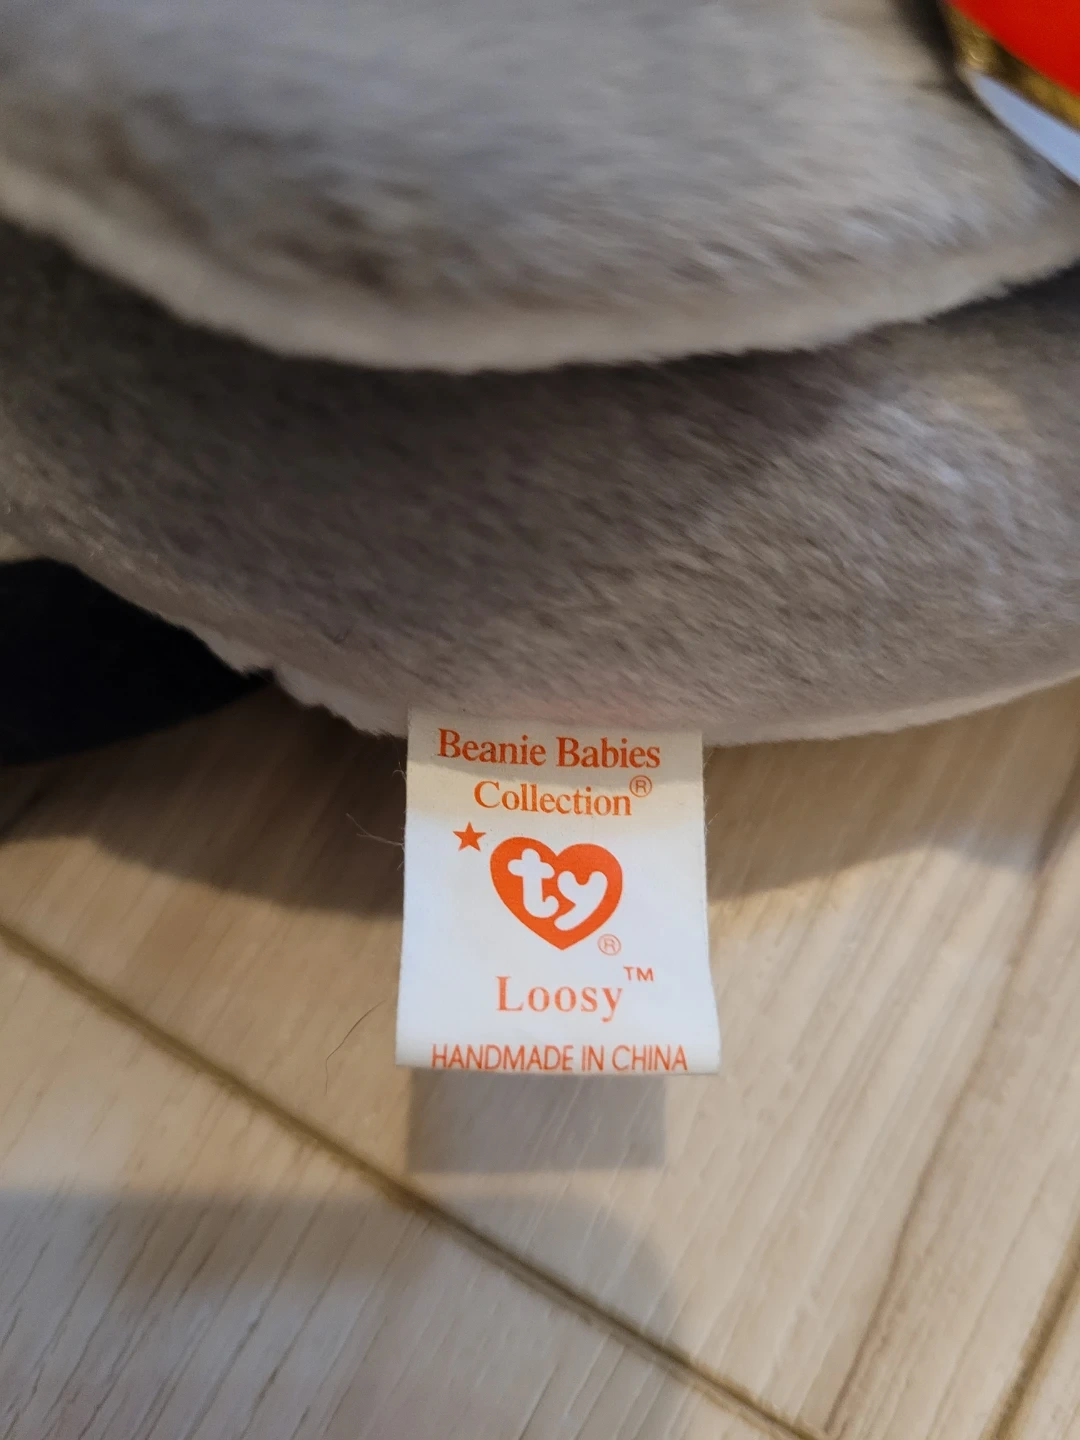 Beanie Babies
Collection®
★ ty ®
Loosy™
HANDMADE IN CHINA